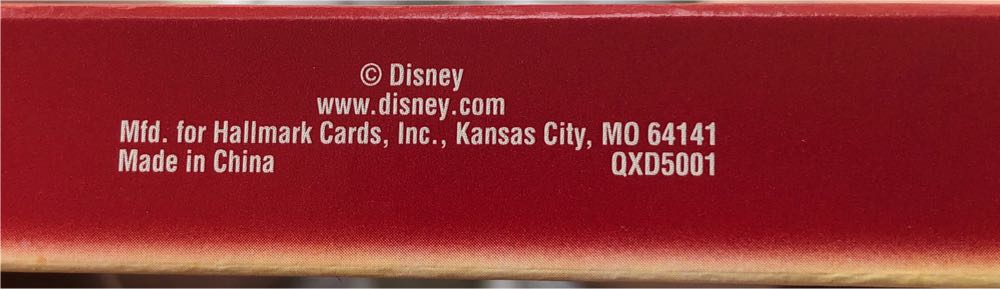 © Disney
www.disney.com
Mfd. for Hallmark Cards, Inc., Kansas City, MO 64141
Made in China QXD5001